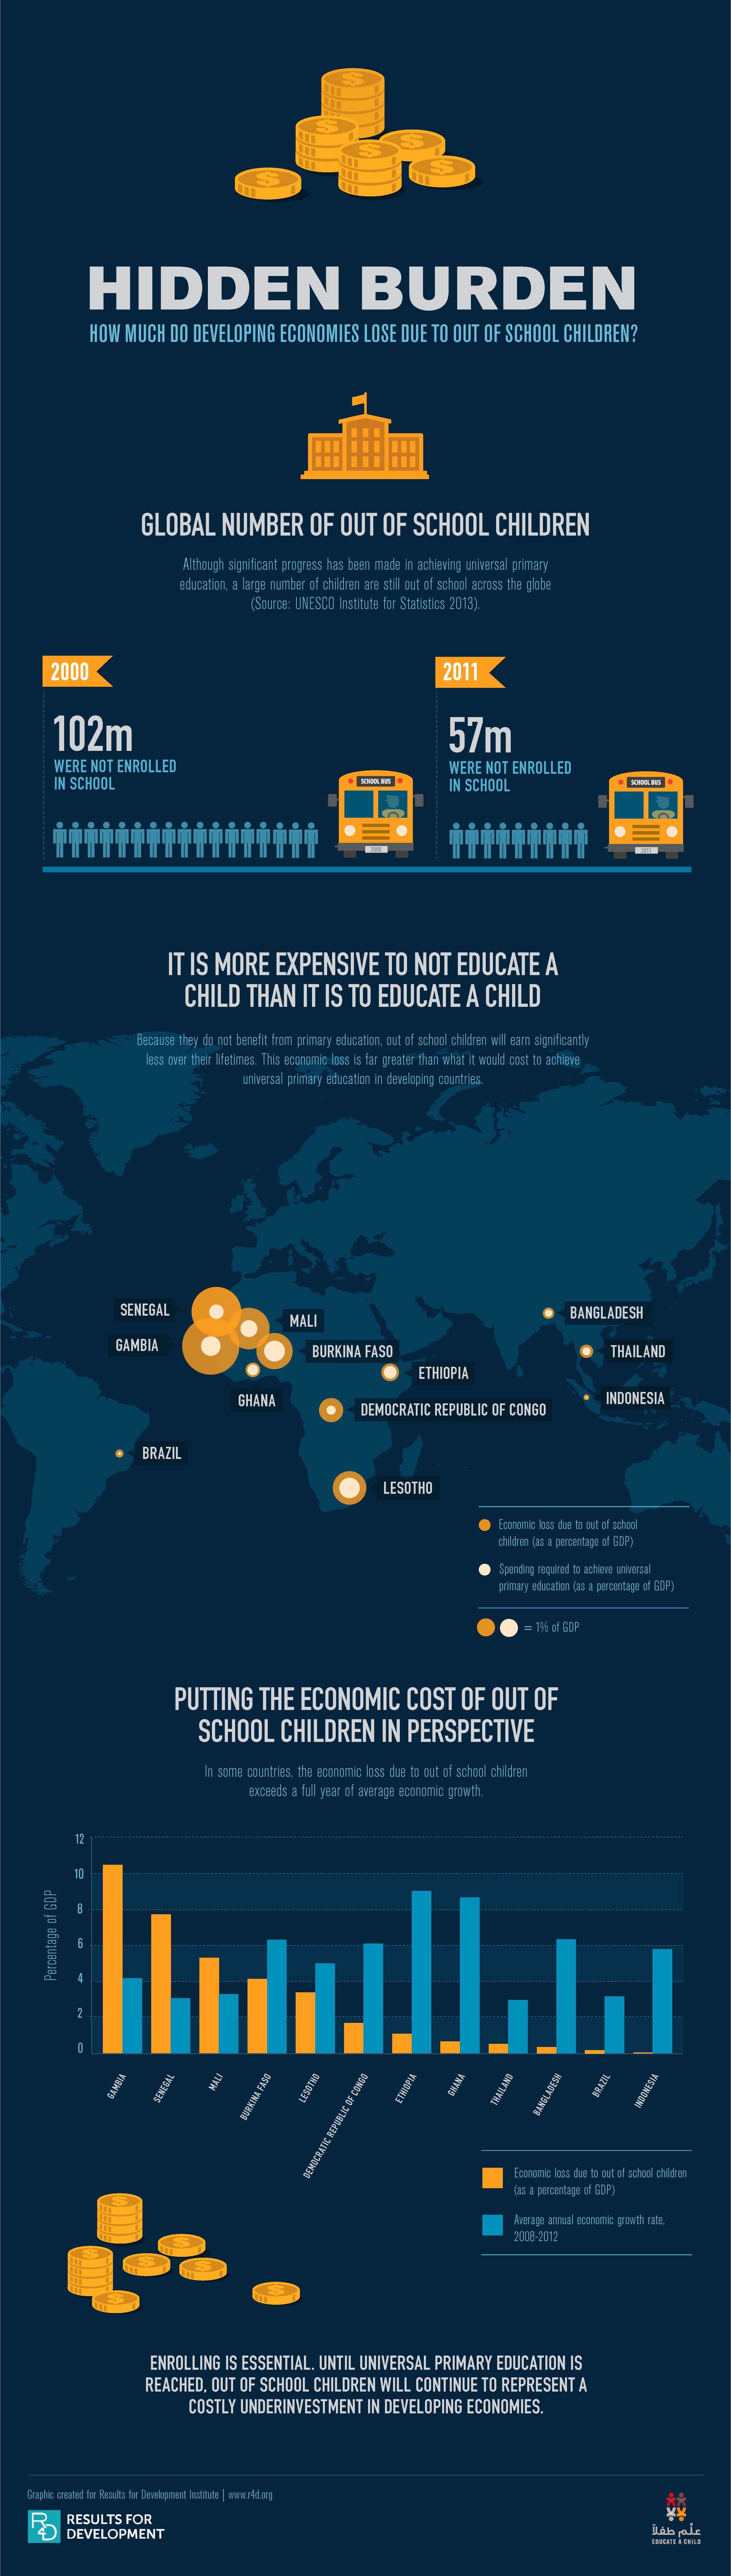 HIDDEN BURDEN
HOW MUCH DO DEVELOPING ECONOMIES LOSE DUE TO OUT OF SCHOOL CHILDREN?
GLOBAL NUMBER OF OUT OF SCHOOL CHILDREN
Although significant progress has been made in achieving universal primary
education, a large number of children are still out of school across the globe
(Source: UNESCO Institute for Statistics 2013).
2000
102m
WERE NOT ENROLLED
IN SCHOOL
SCHOOL BUS
2000
2011
57m
WERE NOT ENROLLED
IN SCHOOL
SCHOOL BUS
2011
IT IS MORE EXPENSIVE TO NOT EDUCATE A
CHILD THAN IT IS TO EDUCATE A CHILD
Because they do not benefit from primary education, out of school children will earn significantly
less over their lifetimes. This economic loss is far greater than what it would cost to achieve
universal primary education in developing countries.
SENEGAL
GAMBIA
MALI
BURKINA FASO
GHANA
ETHIOPIA
DEMOCRATIC REPUBLIC OF CONGO
BANGLADESH
THAILAND
INDONESIA
BRAZIL
LESOTHO
Economic loss due to out of school
children (as a percentage of GDP)
Spending required to achieve universal
primary education (as a percentage of GDP)
= 1% of GDP
PUTTING THE ECONOMIC COST OF OUT OF
SCHOOL CHILDREN IN PERSPECTIVE
In some countries, the economic loss due to out of school children
exceeds a full year of average economic growth.
Percentage of GDP
12
10
8
6
4
2
0
GAMBIA
SENEGAL
MALI
BURKINA FASO
LESOTHO
DEMOCRATIC REPUBLIC OF CONGO
ETHIOPIA
GHANA
THAILAND
BANGLADESH
BRAZIL
INDONESIA
Economic loss due to out of school children
(as a percentage of GDP)
Average annual economic growth rate,
2008-2012
ENROLLING IS ESSENTIAL. UNTIL UNIVERSAL PRIMARY EDUCATION IS
REACHED, OUT OF SCHOOL CHILDREN WILL CONTINUE TO REPRESENT A
COSTLY UNDERINVESTMENT IN DEVELOPING ECONOMIES.
Graphic created for Results for Development Institute | www.r4d.org
R4D
RESULTS FOR
DEVELOPMENT
علّم طفلاً
EDUCATE A CHILD